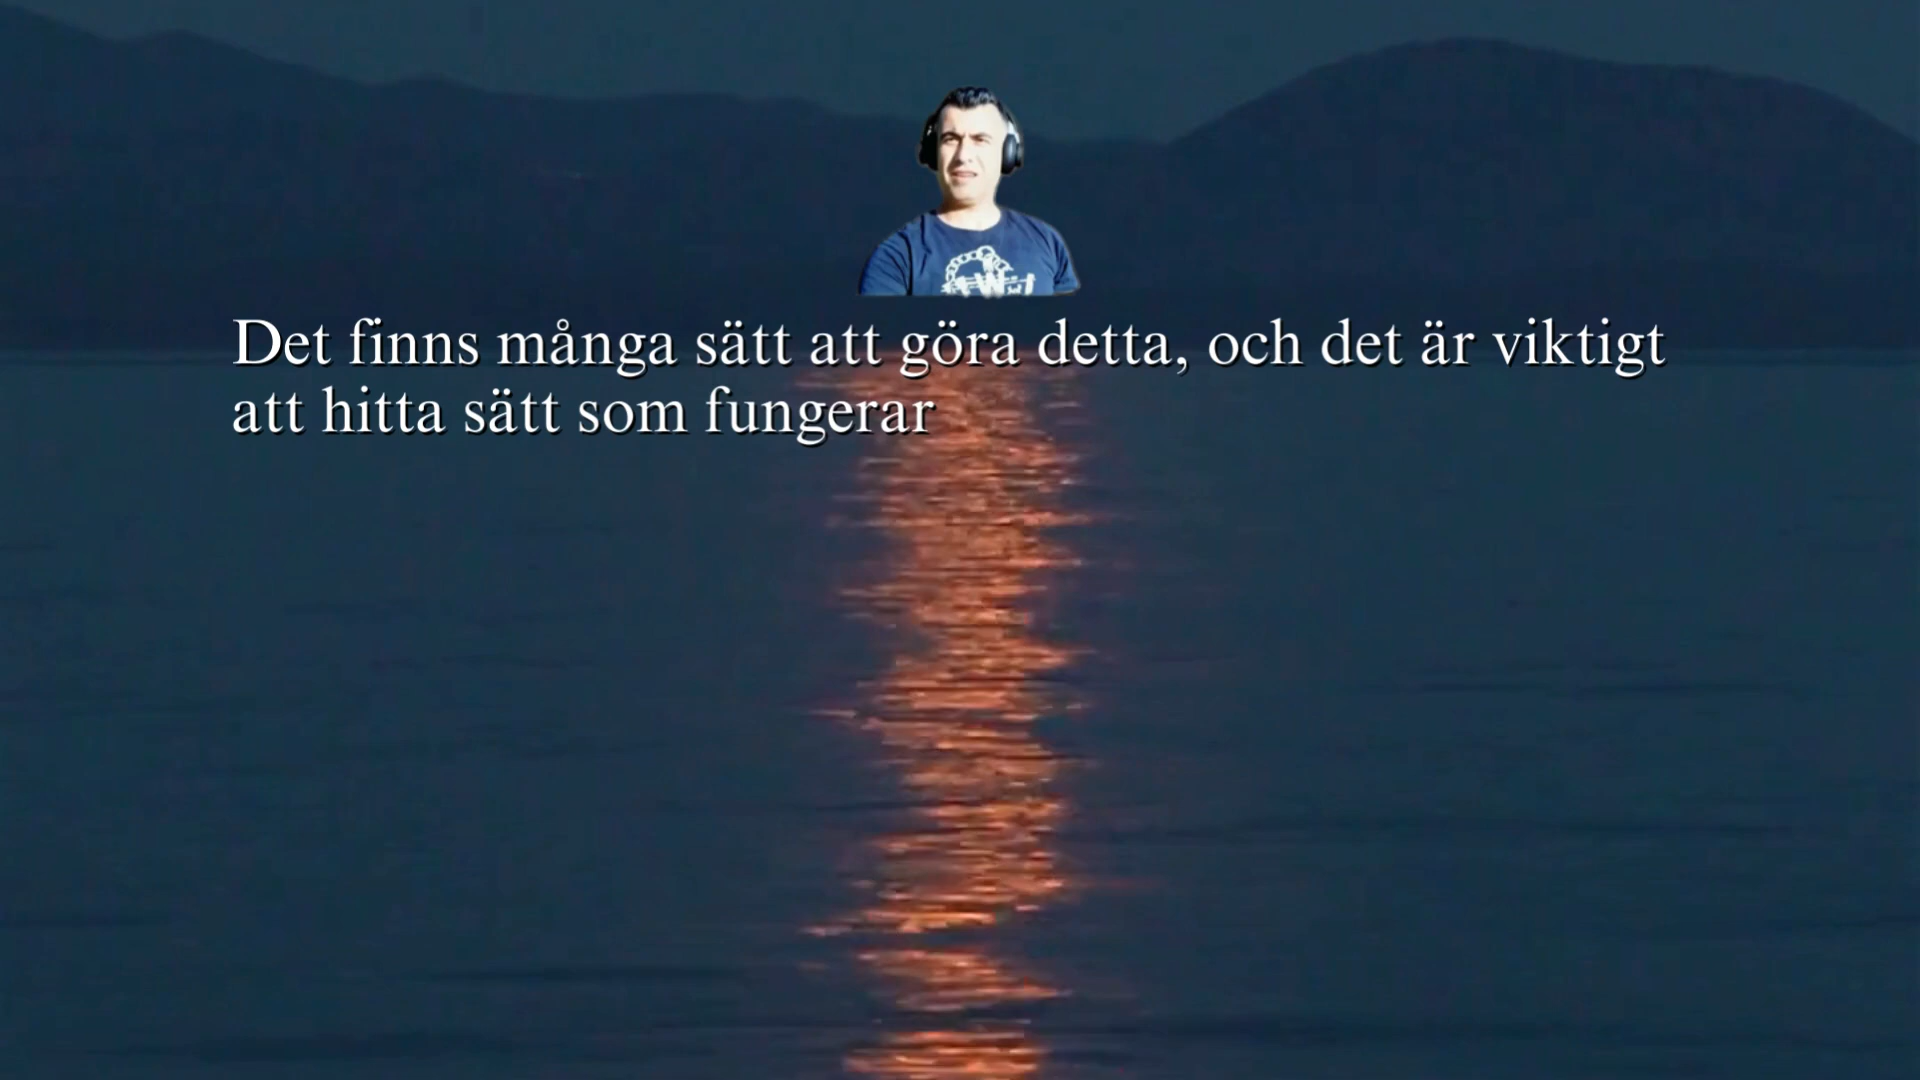 Det finns många sätt att göra detta, och det är viktigt
att hitta sätt som fungerar